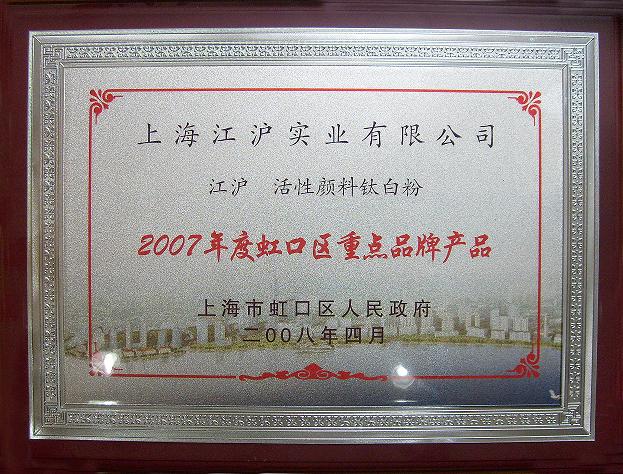 上海江沪实业有限公司
江沪 活性颜料钛白粉
2007年度虹口区重点品牌产品
上海市虹口区人民政府
二00八年四月